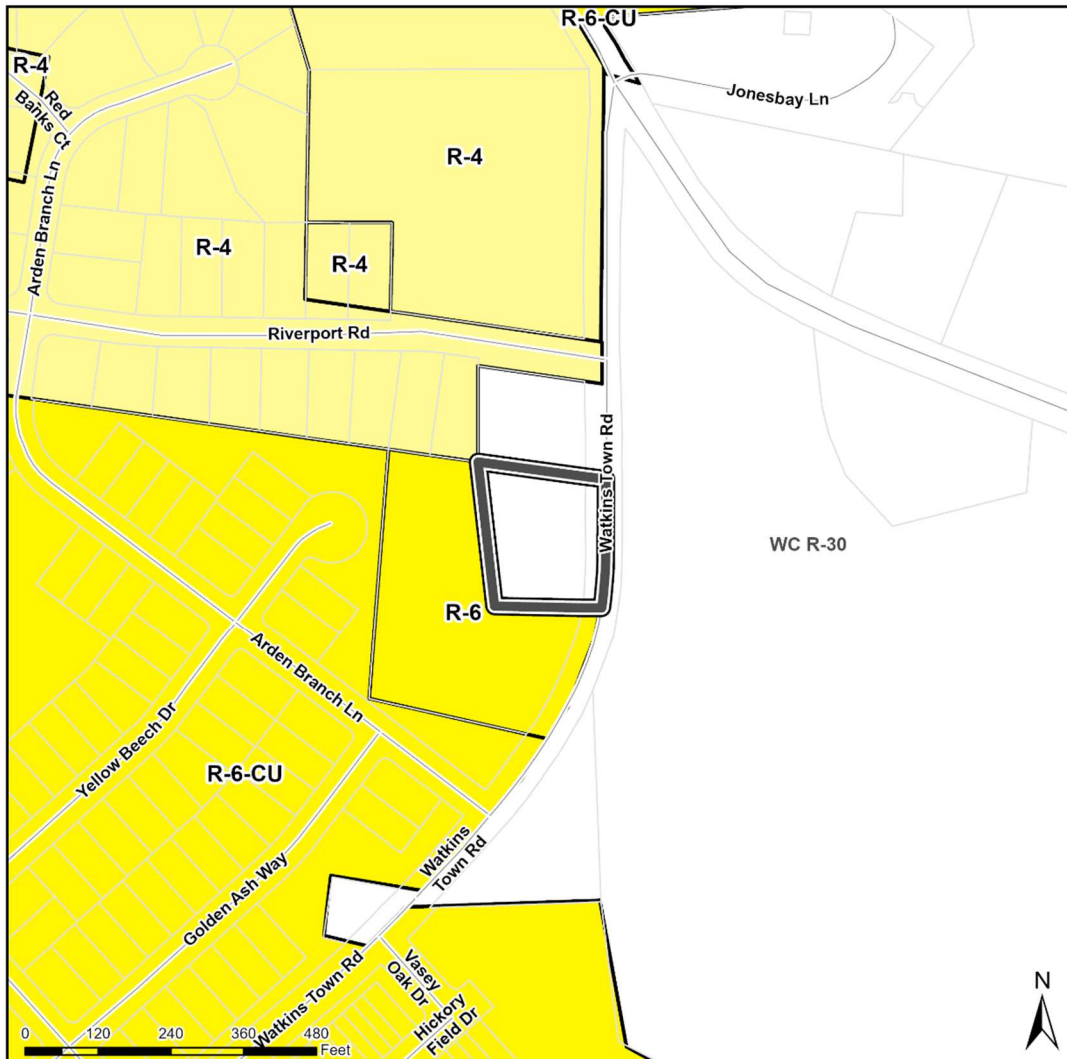 R-6-CU
R-4
Red
Banks Ct
Jonesbay Ln
R-4
Arden Branch Ln
R-4
R-4
Riverport Rd
Watkins Town Rd
WC R-30
R-6
Arden Branch Ln
Yellow Beech Dr
R-6-CU
Watkins
Town Rd
Golden Ash Way
Vasey
Oak Dr
Watkins Town Rd
Hickory
Field Dr
N
0 120 240 360 480
Feet